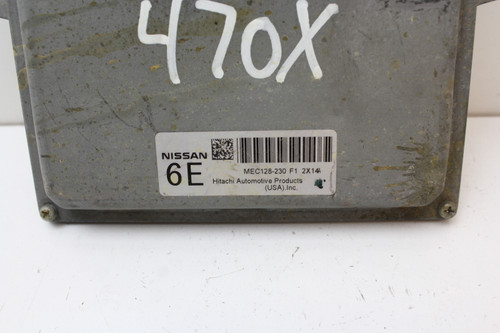 470X
NISSAN
6E
MEC128-230 F1 2X14
Hitachi Automotive Products
(USA).Inc.